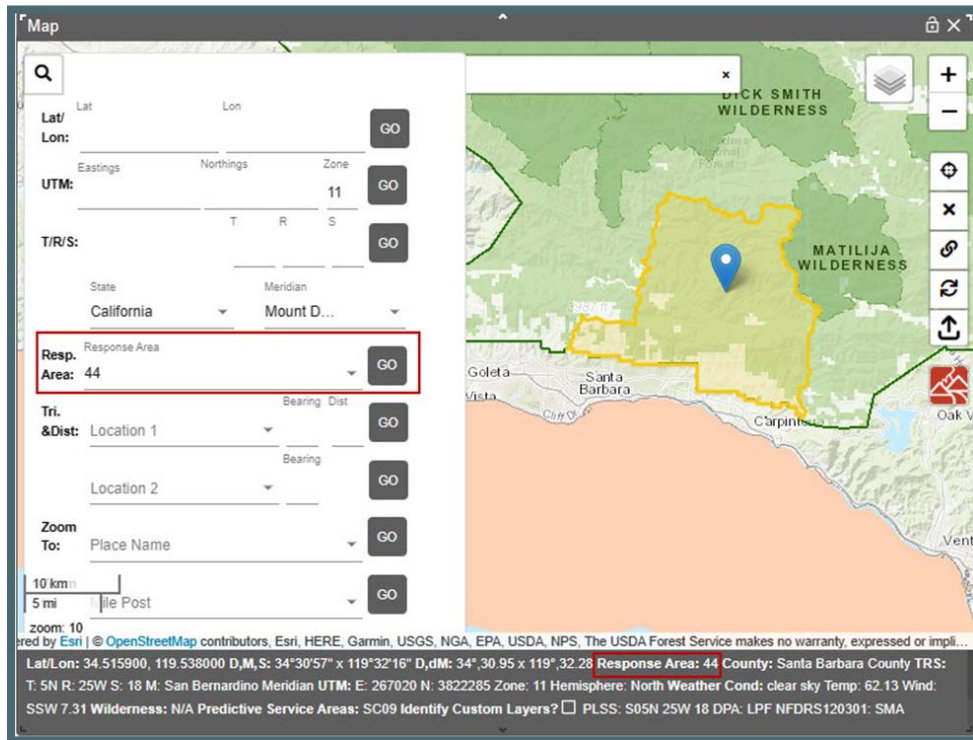 Map
DICK SMITH
WILDERNESS
Lat Lon
Lat/
Lon: GO
Eastings Northings Zone
UTM: 11 GO
T R S
T/R/S: GO
MATILIJA
WILDERNESS
State Meridian
California Mount D...
Response Area
Resp.
Area: 44 GO
Goleta
Santa
Barbara
Vista
Cliff Dr
Carpinteria
Oak V
Bearing Dist
Tri.
&Dist: Location 1 GO
Bearing
Location 2 GO
Zoom
To: Place Name GO
Vent
10 km
5 mi Mile Post GO
zoom: 10
ered by Esri | © OpenStreetMap contributors, Esri, HERE, Garmin, USGS, NGA, EPA, USDA, NPS, The USDA Forest Service makes no warranty, expressed or impli...
Lat/Lon: 34.515900, 119.538000 D,M,S: 34°30'57" x 119°32'16" D,dM: 34°,30.95 x 119°,32.28 Response Area: 44 County: Santa Barbara County TRS:
T: 5N R: 25W S: 18 M: San Bernardino Meridian UTM: E: 267020 N: 3822285 Zone: 11 Hemisphere: North Weather Cond: clear sky Temp: 62.13 Wind:
SSW 7.31 Wilderness: N/A Predictive Service Areas: SC09 Identify Custom Layers? PLSS: S05N 25W 18 DPA: LPF NFDRS120301: SMA